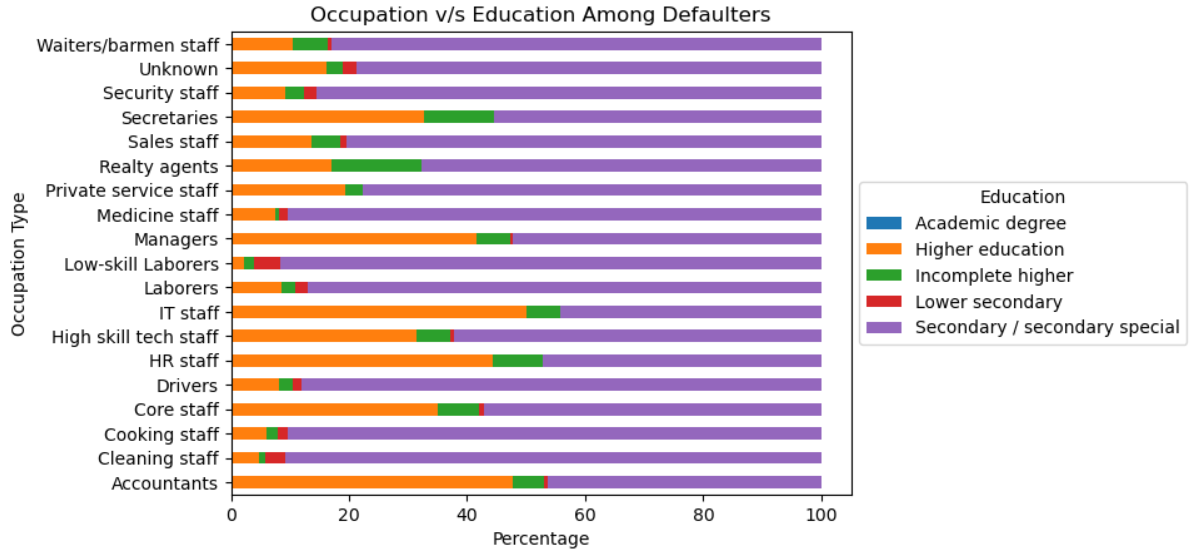 Occupation v/s Education Among Defaulters
Occupation Type
Waiters/barmen staff
Unknown
Security staff
Secretaries
Sales staff
Realty agents
Private service staff
Medicine staff
Managers
Low-skill Laborers
Laborers
IT staff
High skill tech staff
HR staff
Drivers
Core staff
Cooking staff
Cleaning staff
Accountants
0 20 40 60 80 100
Percentage
Education
Academic degree
Higher education
Incomplete higher
Lower secondary
Secondary / secondary special